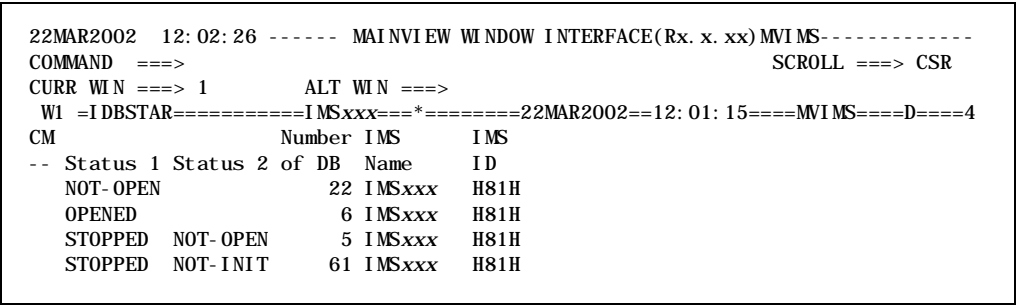 22MAR2002  12:02:26 ------ MAINVIEW WINDOW INTERFACE(Rx.x.xx)MVIMS-------------
COMMAND  ===>                                                                 SCROLL ===> CSR
CURR WIN ===> 1        ALT WIN ===>
W1 =IDBSTAR===========IMSxxx===*========22MAR2002==12:01:15====MVIMS====D====4
CM                         Number IMS     IMS
-- Status 1 Status 2 of DB  Name    ID
NOT-OPEN                  22 IMSxxx  H81H
OPENED                     6 IMSxxx  H81H
STOPPED  NOT-OPEN     5 IMSxxx  H81H
STOPPED  NOT-INIT    61 IMSxxx  H81H